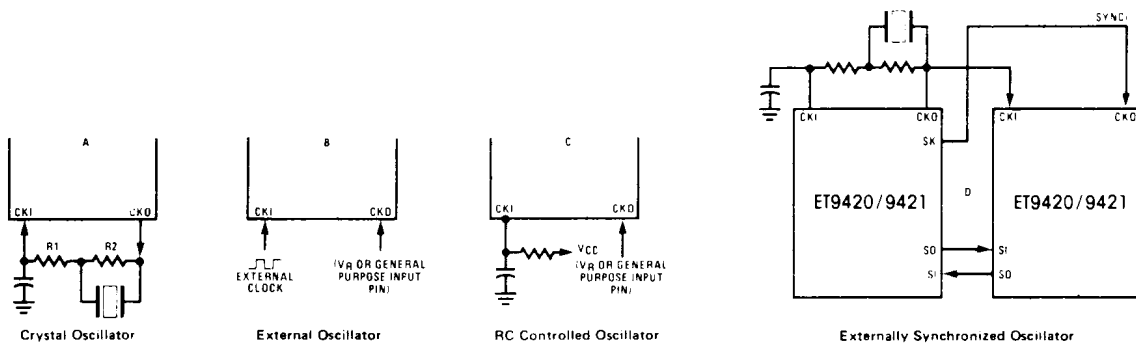 A
CKI
CKO
R1
R2
Crystal Oscillator
B
CKI
CKO
EXTERNAL
CLOCK
(VR OR GENERAL
PURPOSE INPUT
PIN)
External Oscillator
C
CKI
CKO
VCC
(VR OR GENERAL
PURPOSE INPUT
PIN)
RC Controlled Oscillator
SYNC)
CKI
CKO
CKI
CKO
SK
ET9420/9421
D
ET9420/9421
SO
SI
SI
SO
Externally Synchronized Oscillator